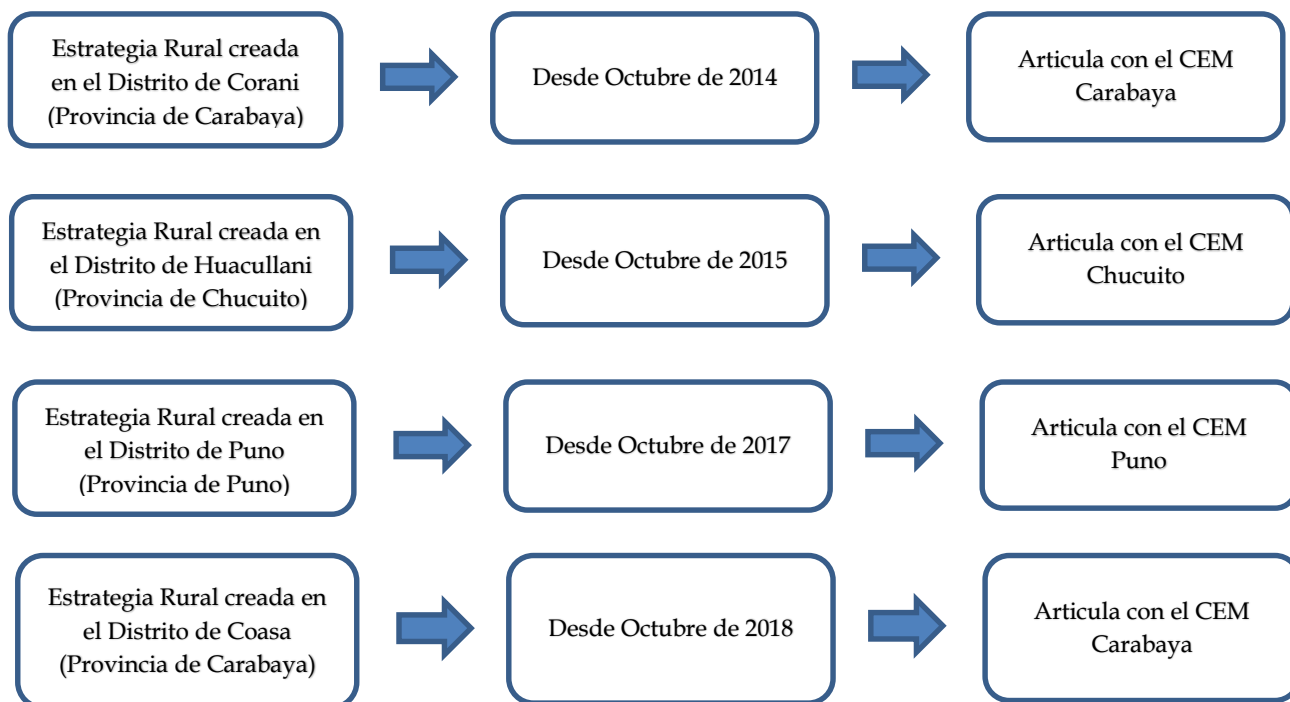 Estrategia Rural creada
en el Distrito de Corani
(Provincia de Carabaya)
Desde Octubre de 2014
Articula con el CEM
Carabaya
Estrategia Rural creada en
el Distrito de Huacullani
(Provincia de Chucuito)
Desde Octubre de 2015
Articula con el CEM
Chucuito
Estrategia Rural creada en
el Distrito de Puno
(Provincia de Puno)
Desde Octubre de 2017
Articula con el CEM
Puno
Estrategia Rural creada en
el Distrito de Coasa
(Provincia de Carabaya)
Desde Octubre de 2018
Articula con el CEM
Carabaya